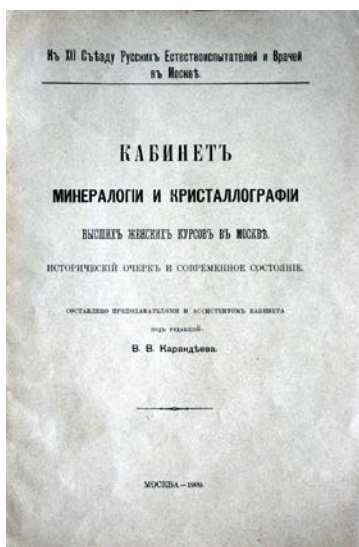 Къ XII Съѣзду Русскихъ Естествоиспытателей и Врачей
въ Москвѣ.
КАБИНЕТЪ
МИНЕРАЛОГІИ И КРИСТАЛЛОГРАФІИ
ВЫСШИХЪ ЖЕНСКИХЪ КУРСОВЪ ВЪ МОСКВѢ.
ИСТОРИЧЕСКІЙ ОЧЕРКЪ И СОВРЕМЕННОЕ СОСТОЯНІЕ.
СОСТАВЛЕНО ПРЕПОДАВАТЕЛЯМИ И АССИСТЕНТОМЪ КАБИНЕТА
ПОДЪ РЕДАКЦІЕЙ
В. В. Карандѣева.
МОСКВА—1909.